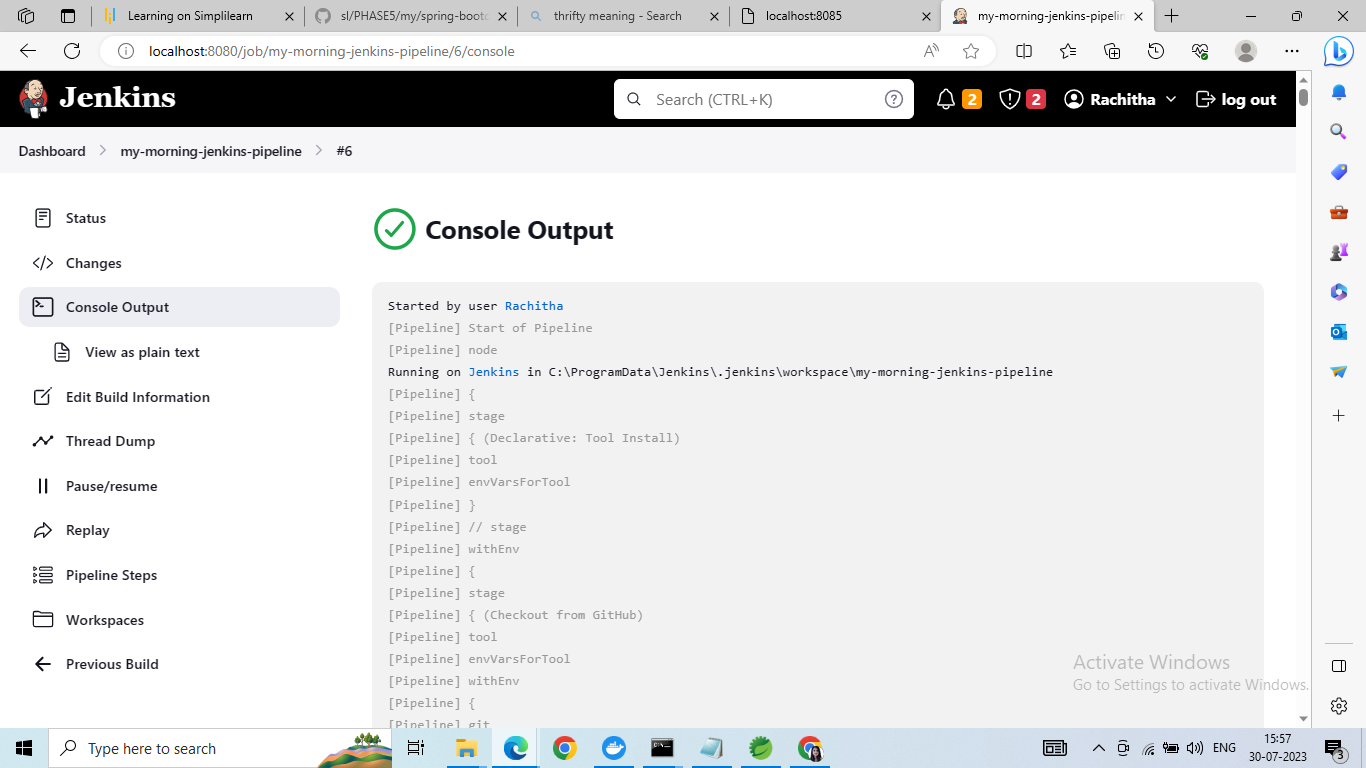 Learning on Simplilearn
sl/PHASE5/my/spring-bootc
thrifty meaning - Search
localhost:8085
my-morning-jenkins-pipelin
localhost:8080/job/my-morning-jenkins-pipeline/6/console
Jenkins
Search (CTRL+K)
2
2
Rachitha
log out
Dashboard
my-morning-jenkins-pipeline
#6
Status
Changes
Console Output
View as plain text
Edit Build Information
Thread Dump
Pause/resume
Replay
Pipeline Steps
Workspaces
Previous Build
Console Output
Started by user Rachitha
[Pipeline] Start of Pipeline
[Pipeline] node
Running on Jenkins in C:\ProgramData\Jenkins\.jenkins\workspace\my-morning-jenkins-pipeline
[Pipeline] {
[Pipeline] stage
[Pipeline] { (Declarative: Tool Install)
[Pipeline] tool
[Pipeline] envVarsForTool
[Pipeline] }
[Pipeline] // stage
[Pipeline] withEnv
[Pipeline] {
[Pipeline] stage
[Pipeline] { (Checkout from GitHub)
[Pipeline] tool
[Pipeline] envVarsForTool
[Pipeline] withEnv
[Pipeline] {
[Pipeline] git
Activate Windows
Go to Settings to activate Windows.
Type here to search
ENG
15:57
30-07-2023
3